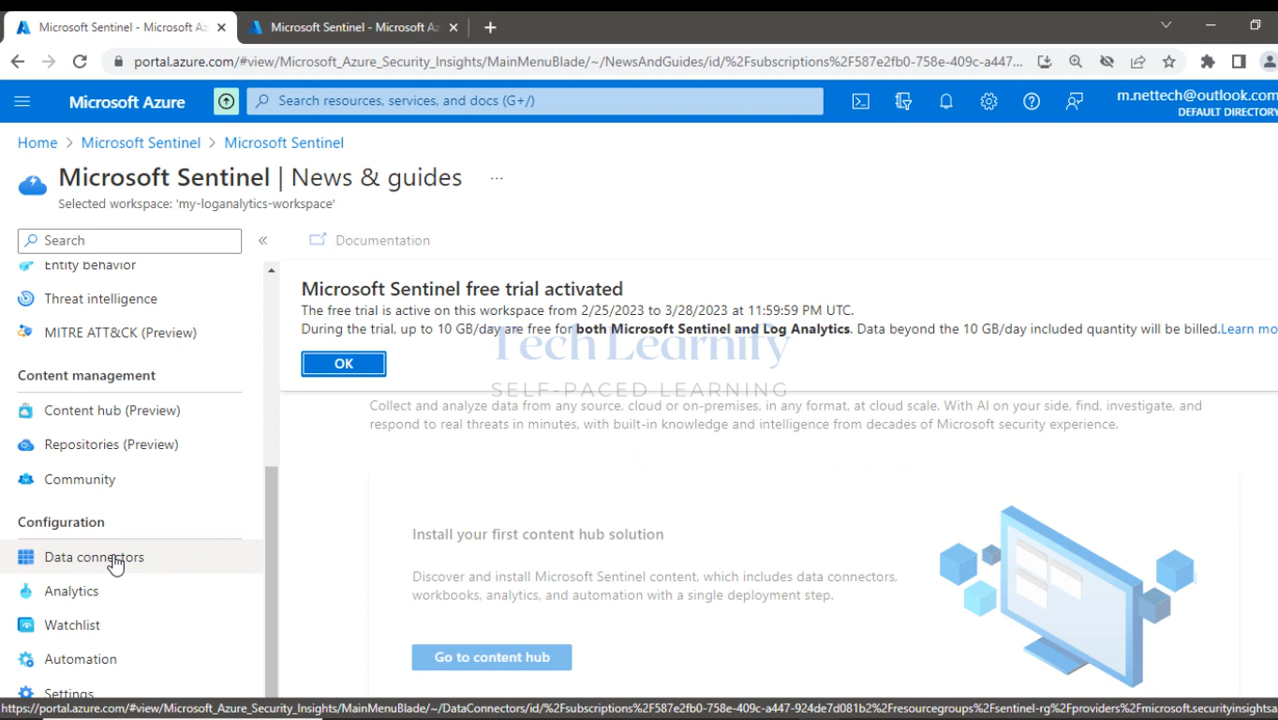 Microsoft Sentinel - Microsoft Az
Microsoft Sentinel - Microsoft Az
portal.azure.com/#view/Microsoft_Azure_Security_Insights/MainMenuBlade/~/NewsAndGuides/id/%2Fsubscriptions%2F587e2fb0-758e-409c-a447...
Microsoft Azure
Search resources, services, and docs (G+/)
m.nettech@outlook.com
DEFAULT DIRECTORY
Home > Microsoft Sentinel > Microsoft Sentinel
Microsoft Sentinel | News & guides ...
Selected workspace: 'my-loganalytics-workspace'
Search
«
Documentation
Entity behavior
Threat intelligence
MITRE ATT&CK (Preview)
Content management
Content hub (Preview)
Repositories (Preview)
Community
Configuration
Data connectors
Analytics
Watchlist
Automation
Settings
Microsoft Sentinel free trial activated
The free trial is active on this workspace from 2/25/2023 to 3/28/2023 at 11:59:59 PM UTC.
During the trial, up to 10 GB/day are free for both Microsoft Sentinel and Log Analytics. Data beyond the 10 GB/day included quantity will be billed.Learn mo
OK
Tech Learnify
SELF-PACED LEARNING
Collect and analyze data from any source, cloud or on-premises, in any format, at cloud scale. With AI on your side, find, investigate, and
respond to real threats in minutes, with built-in knowledge and intelligence from decades of Microsoft security experience.
Install your first content hub solution
Discover and install Microsoft Sentinel content, which includes data connectors,
workbooks, analytics, and automation with a single deployment step.
Go to content hub
https://portal.azure.com/#view/Microsoft_Azure_Security_Insights/MainMenuBlade/~/DataConnectors/id/%2Fsubscriptions%2F587e2fb0-758e-409c-a447-924de7d081b2%2Fresourcegroups%2Fsentinel-rg%2Fproviders%2Fmicrosoft.securityinsightsa